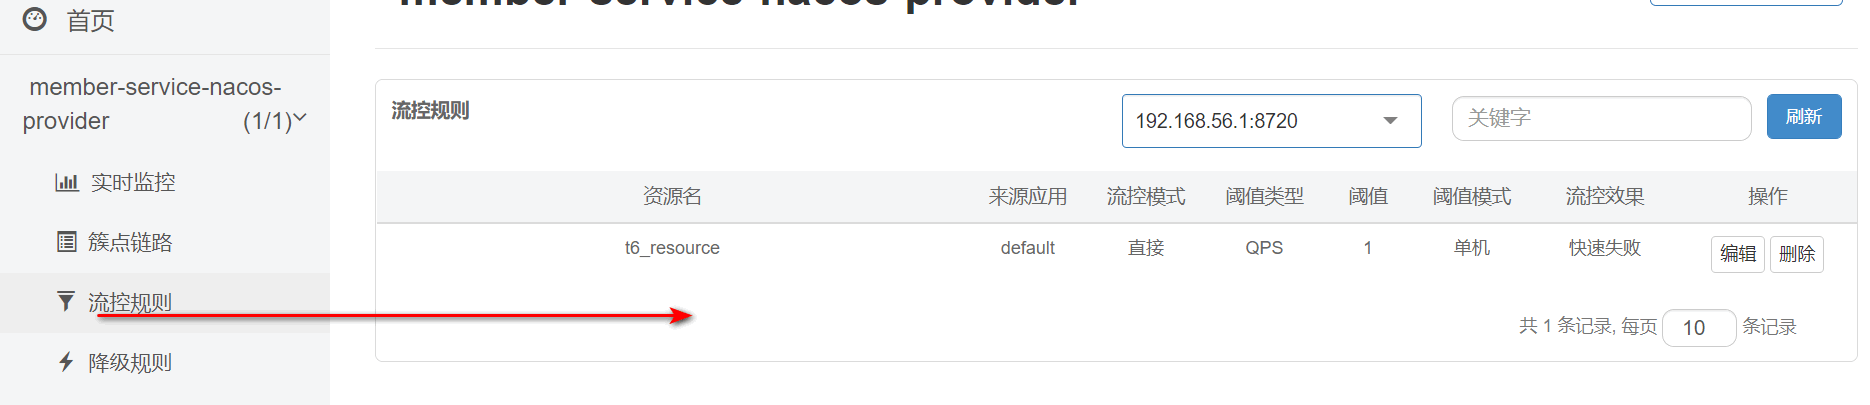 首页
member-service-nacos-provider
member-service-nacos-
provider (1/1)
实时监控
簇点链路
流控规则
降级规则
流控规则
192.168.56.1:8720
关键字
刷新
资源名 来源应用 流控模式 阈值类型 阈值 阈值模式 流控效果 操作
t6_resource default 直接 QPS 1 单机 快速失败 编辑 删除
共 1 条记录, 每页 10 条记录